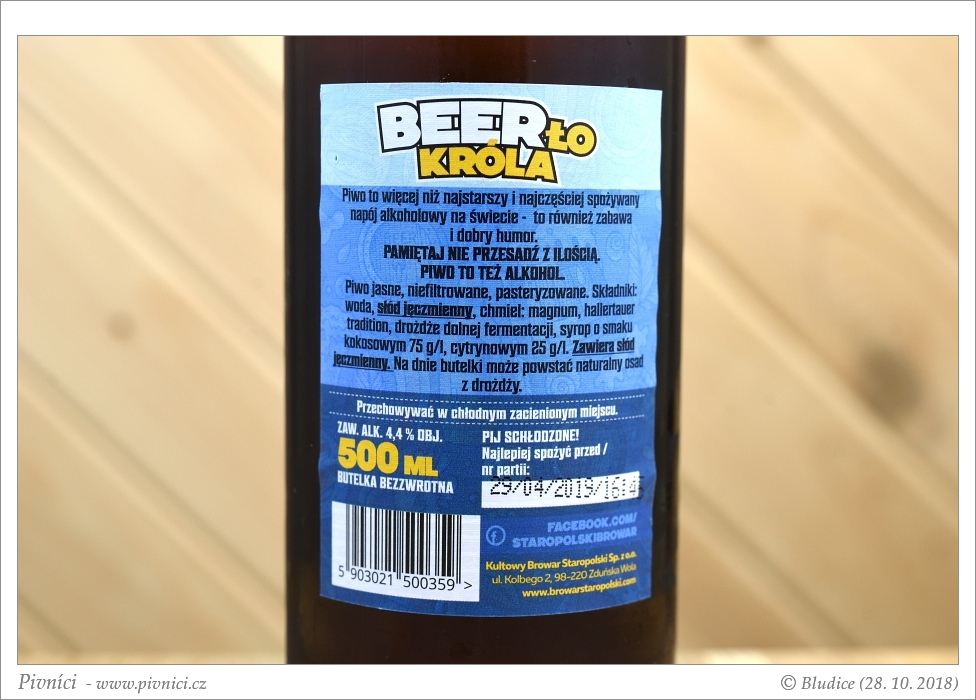 BEERŁO
KRÓLA
Piwo to więcej niż najstarszy i najczęściej spożywany
napój alkoholowy na świecie - to również zabawa
i dobry humor.
PAMIĘTAJ NIE PRZESADŹ Z ILOŚCIĄ.
PIWO TO TEŻ ALKOHOL.
Piwo jasne, niefiltrowane, pasteryzowane. Składniki:
woda, słód jęczmienny, chmiel: magnum, hallertauer
tradition, drożdże dolnej fermentacji, syrop o smaku
kokosowym 75 g/l, cytrynowym 25 g/l. Zawiera słód
jęczmienny. Na dnie butelki może powstać naturalny osad
z drożdży.
Przechowywać w chłodnym zacienionym miejscu.
ZAW. ALK. 4,4 % OBJ.
500 ML
BUTELKA BEZZWROTNA
PIJ SCHŁODZONE!
Najlepiej spożyć przed /
nr partii:
29/04/2019/1614
5 903021 500359 >
FACEBOOK.COM/
STAROPOLSKIBROWAR
Kultowy Browar Staropolski Sp. z o.o.
ul. Kolbego 2, 98-220 Zduńska Wola
www.browarstaropolski.com
Pivníci - www.pivnici.cz
© Bludice (28. 10. 2018)